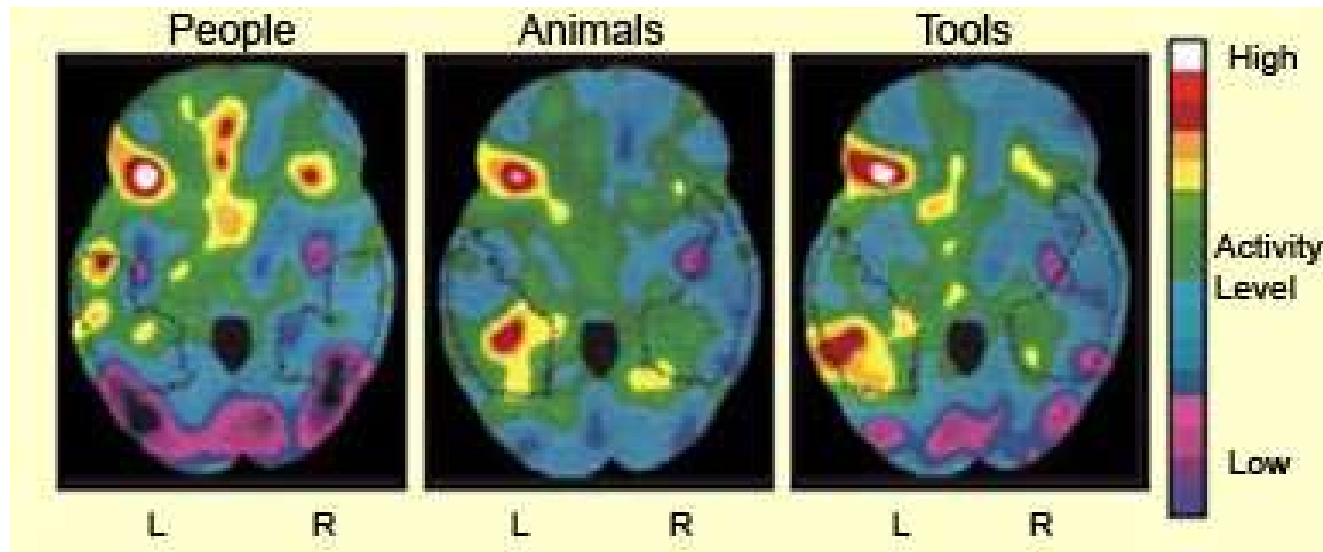 People Animals Tools
High
Activity
Level
Low
L R L R L R